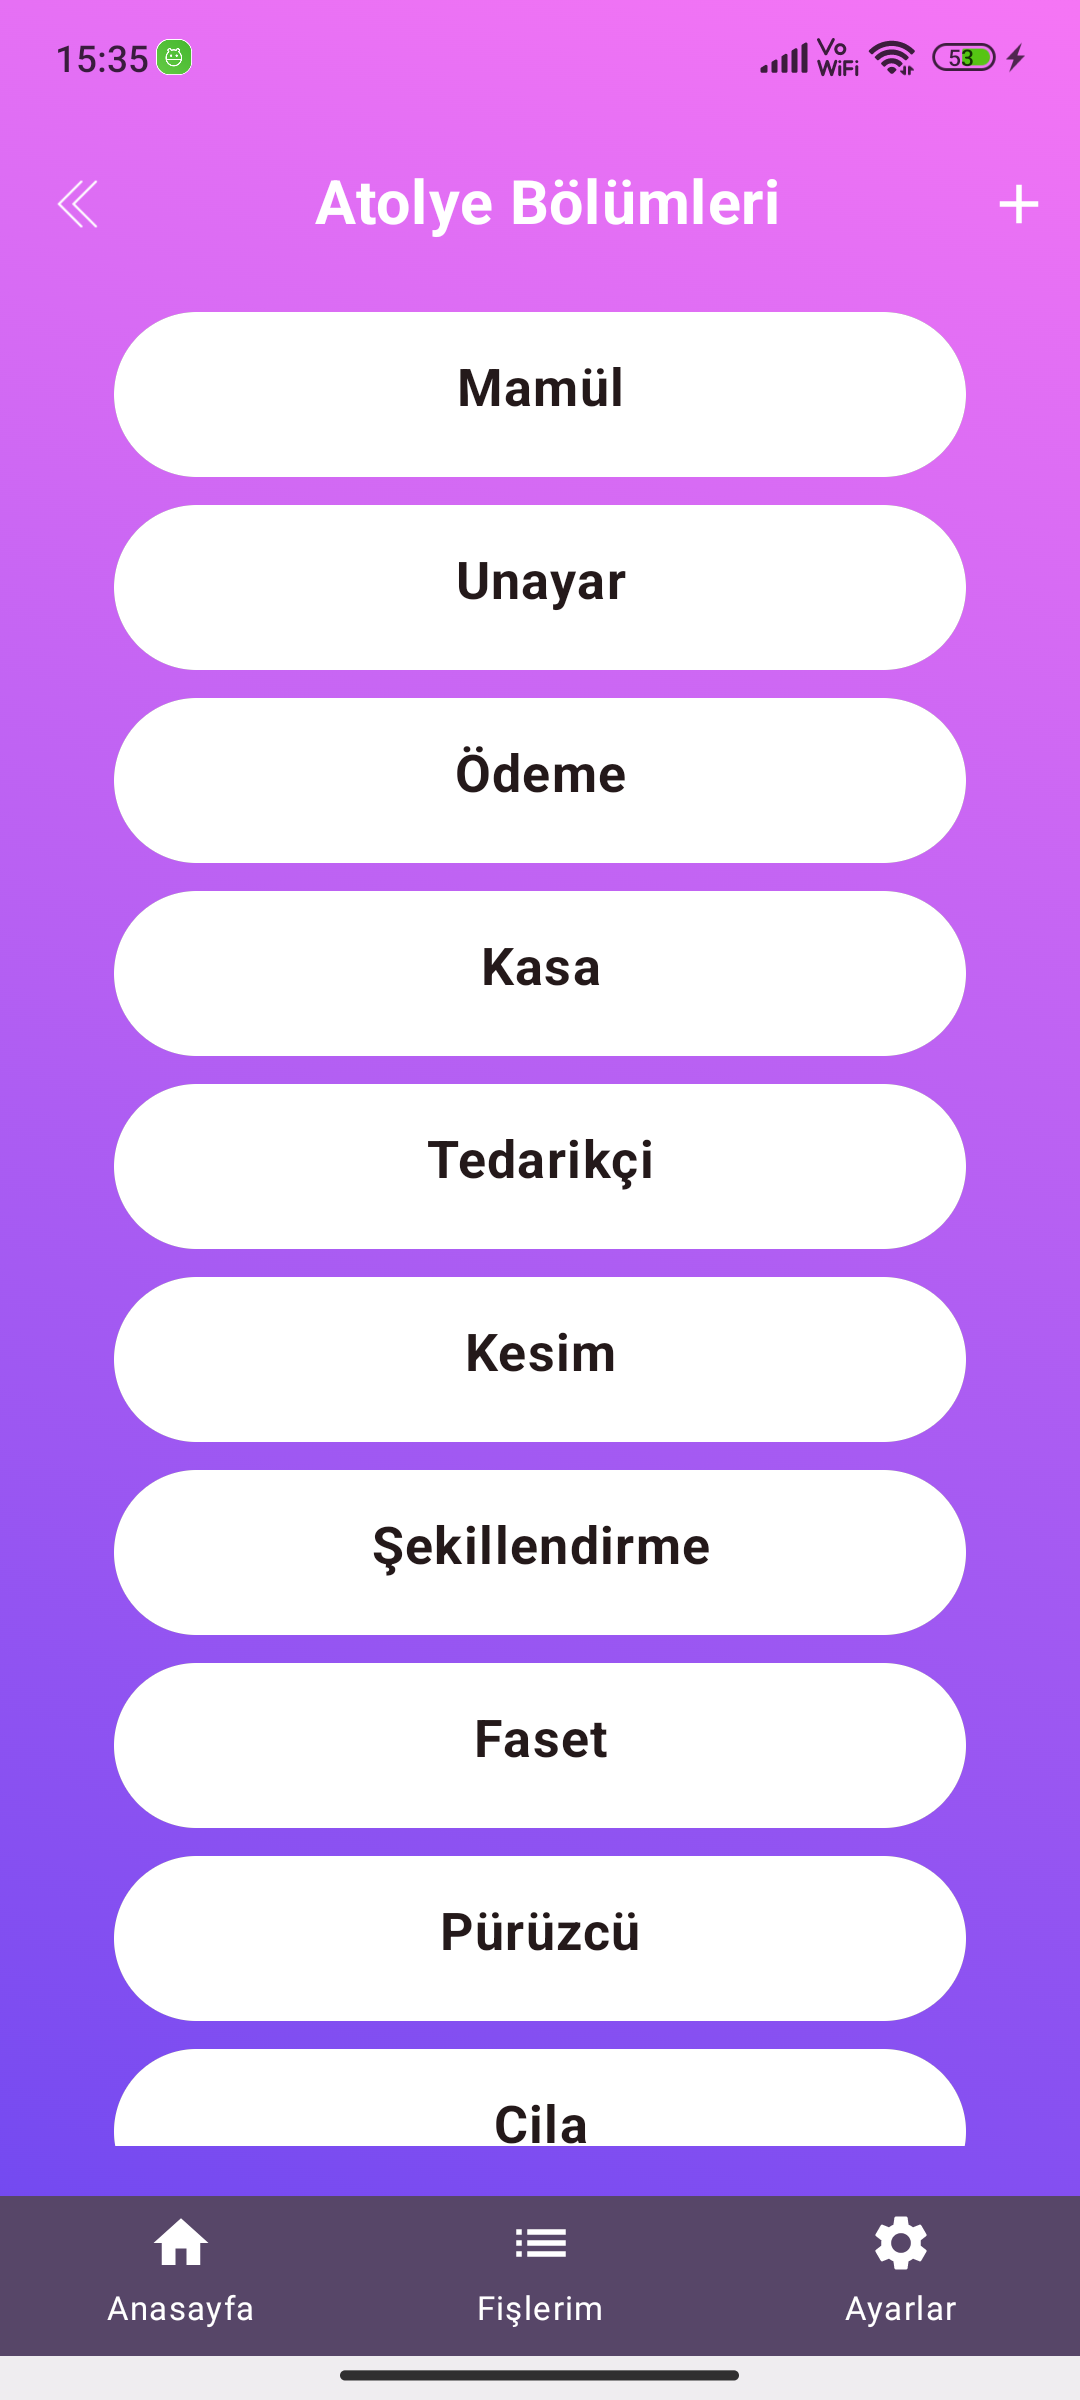 15:35
Vo
WiFi
53
Atolye Bölümleri
Mamül
Unayar
Ödeme
Kasa
Tedarikçi
Kesim
Şekillendirme
Faset
Pürüzcü
Cila
Anasayfa
Fişlerim
Ayarlar